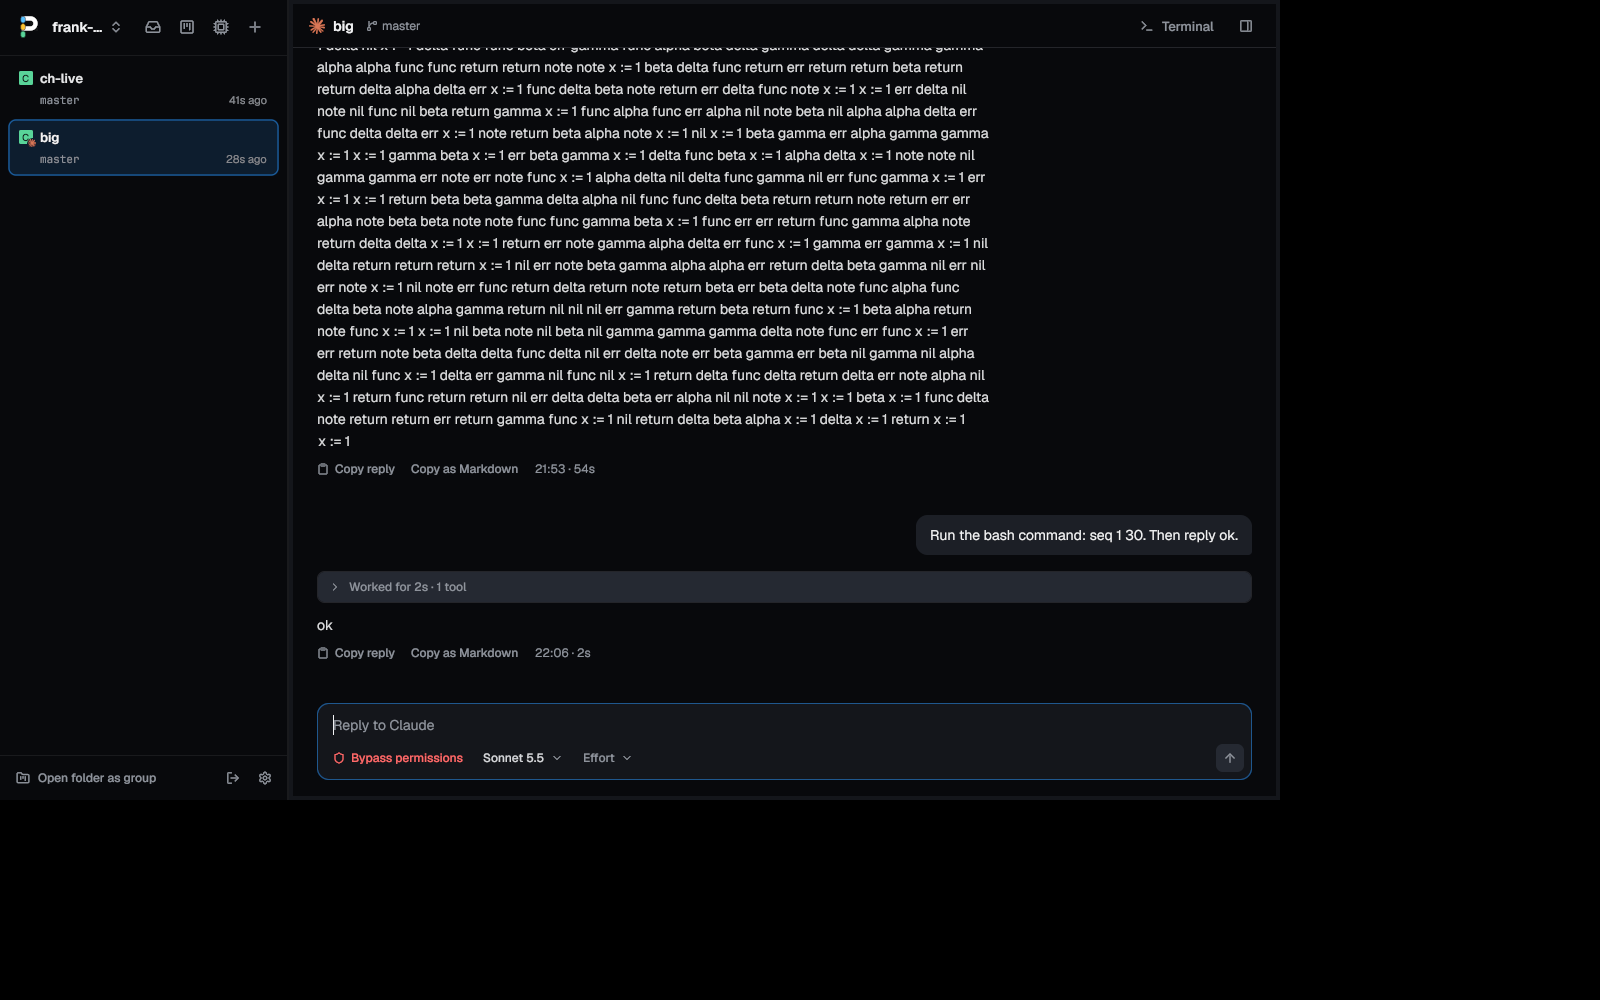 frank-...
ch-live
master
41s ago
big
master
28s ago
Open folder as group
big
master
Terminal
alpha alpha func func return return note note x := 1 beta delta func return err return return beta return
return delta alpha delta err x := 1 func delta beta note return err delta func note x := 1 x := 1 err delta nil
note nil func nil beta return gamma x := 1 func alpha func err alpha nil note beta nil alpha alpha delta err
func delta delta err x := 1 note return beta alpha note x := 1 nil x := 1 beta gamma err alpha gamma gamma
x := 1 x := 1 gamma beta x := 1 err beta gamma x := 1 delta func beta x := 1 alpha delta x := 1 note note nil
gamma gamma err note err note func x := 1 alpha delta nil delta func gamma nil err func gamma x := 1 err
x := 1 x := 1 return beta beta gamma delta alpha nil func func delta beta return return note return err err
alpha note beta beta note note func func gamma beta x := 1 func err err return func gamma alpha note
return delta delta x := 1 x := 1 return err note gamma alpha delta err func x := 1 gamma err gamma x := 1 nil
delta return return return x := 1 nil err note beta gamma alpha alpha err return delta beta gamma nil err nil
err note x := 1 nil note err func return delta return note return beta err beta delta note func alpha func
delta beta note alpha gamma return nil nil nil err gamma return beta return func x := 1 beta alpha return
note func x := 1 x := 1 nil beta note nil beta nil gamma gamma gamma delta note func err func x := 1 err
err return note beta delta delta func delta nil err delta note err beta gamma err beta nil gamma nil alpha
delta nil func x := 1 delta err gamma nil func nil x := 1 return delta func delta return delta err note alpha nil
x := 1 return func return return nil err delta delta beta err alpha nil nil note x := 1 x := 1 beta x := 1 func delta
note return return err return gamma func x := 1 nil return delta beta alpha x := 1 delta x := 1 return x := 1
x := 1
Copy reply Copy as Markdown 21:53 · 54s
Run the bash command: seq 1 30. Then reply ok.
Worked for 2s · 1 tool
ok
Copy reply Copy as Markdown 22:06 · 2s
Reply to Claude
Bypass permissions Sonnet 5.5 Effort